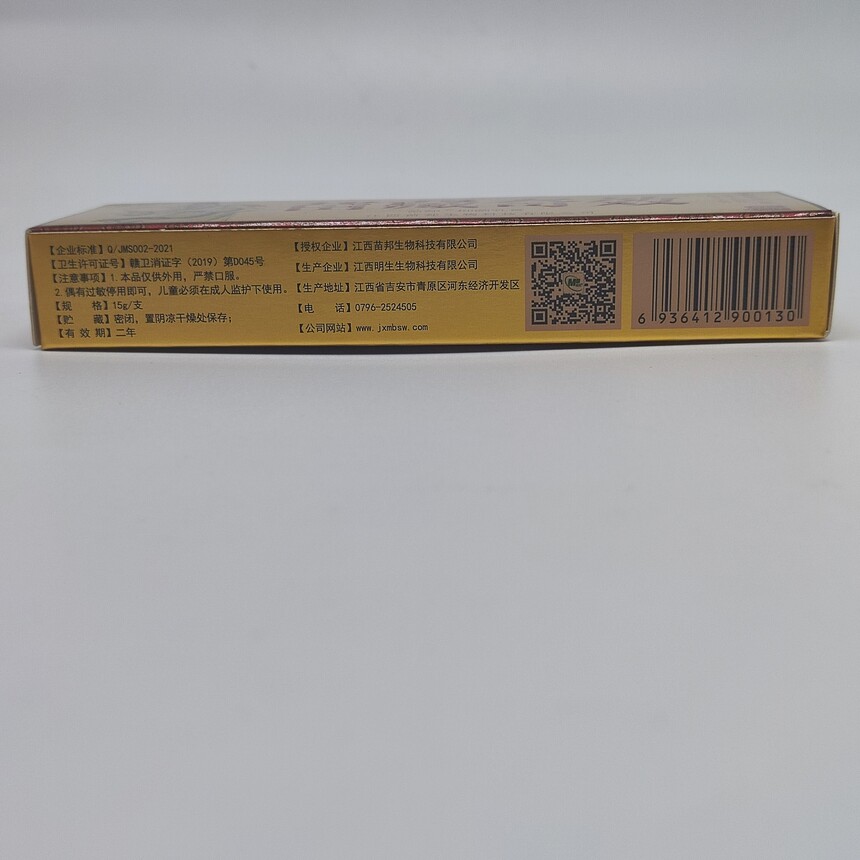 【企业标准】Q/JMS002-2021
【卫生许可证号】赣卫消证字（2019）第D045号
【注意事项】1.本品仅供外用，严禁口服。
2.偶有过敏停用即可，儿童必须在成人监护下使用。
【规 格】15g/支
【贮 藏】密闭，置阴凉干燥处保存；
【有 效 期】二年
【授权企业】江西苗邦生物科技有限公司
【生产企业】江西明生生物科技有限公司
【生产地址】江西省吉安市青原区河东经济开发区
【电 话】0796-2524505
【公司网站】www.jxmbsw.com
6 936412 900130